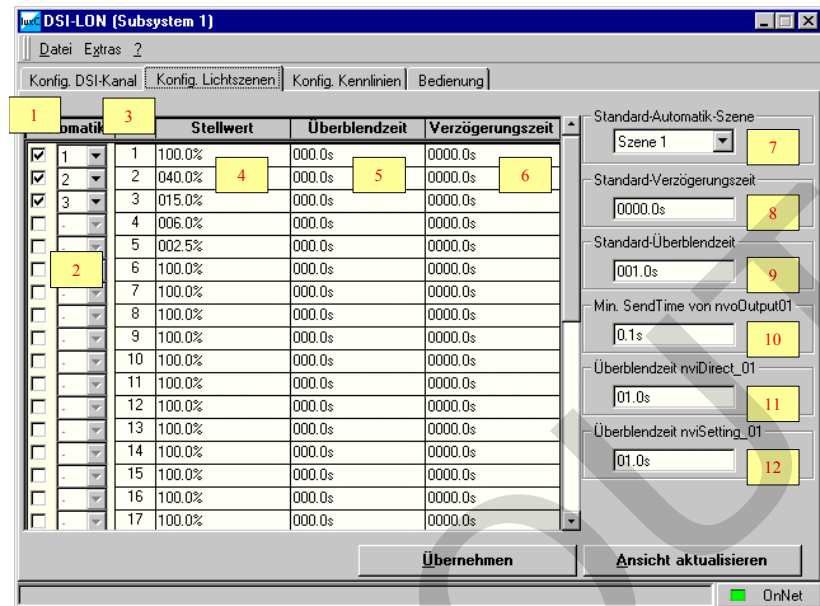 luxC DSI-LON (Subsystem 1)
Datei Extras ?
Konfig. DSI-Kanal Konfig. Lichtszenen Konfig. Kennlinien Bedienung
1 3
Stellwert Überblendzeit Verzögerungszeit
1 1 100.0% 000.0s 0000.0s
2 2 040.0% 000.0s 0000.0s
4 5 6
3 3 015.0% 000.0s 0000.0s
. 4 006.0% 000.0s 0000.0s
. 5 002.5% 000.0s 0000.0s
2 6 100.0% 000.0s 0000.0s
. 7 100.0% 000.0s 0000.0s
. 8 100.0% 000.0s 0000.0s
. 9 100.0% 000.0s 0000.0s
. 10 100.0% 000.0s 0000.0s
. 11 100.0% 000.0s 0000.0s
. 12 100.0% 000.0s 0000.0s
. 13 100.0% 000.0s 0000.0s
. 14 100.0% 000.0s 0000.0s
. 15 100.0% 000.0s 0000.0s
. 16 100.0% 000.0s 0000.0s
. 17 100.0% 000.0s 0000.0s
Standard-Automatik-Szene
Szene 1 7
Standard-Verzögerungszeit
0000.0s 8
Standard-Überblendzeit
001.0s 9
Min. SendTime von nvoOutput01
0.1s 10
Überblendzeit nviDirect_01
01.0s 11
Überblendzeit nviSetting_01
01.0s 12
Übernehmen Ansicht aktualisieren
OnNet